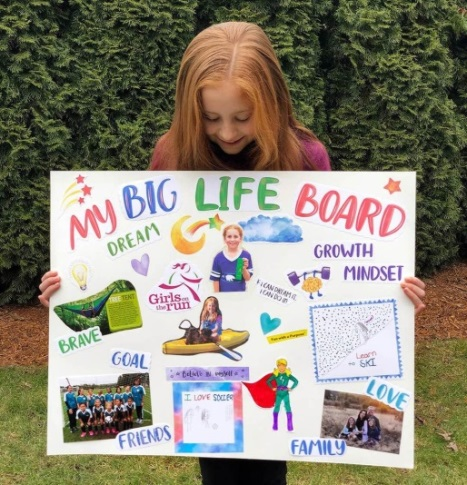 MY BIG LIFE BOARD
DREAM
GROWTH
MINDSET
Girls on
the run
IF I CAN DREAM IT
I CAN DO IT!
BRAVE
Learn
to SKI
GOAL
I LOVE SOCCER
LOVE
FRIENDS
FAMILY